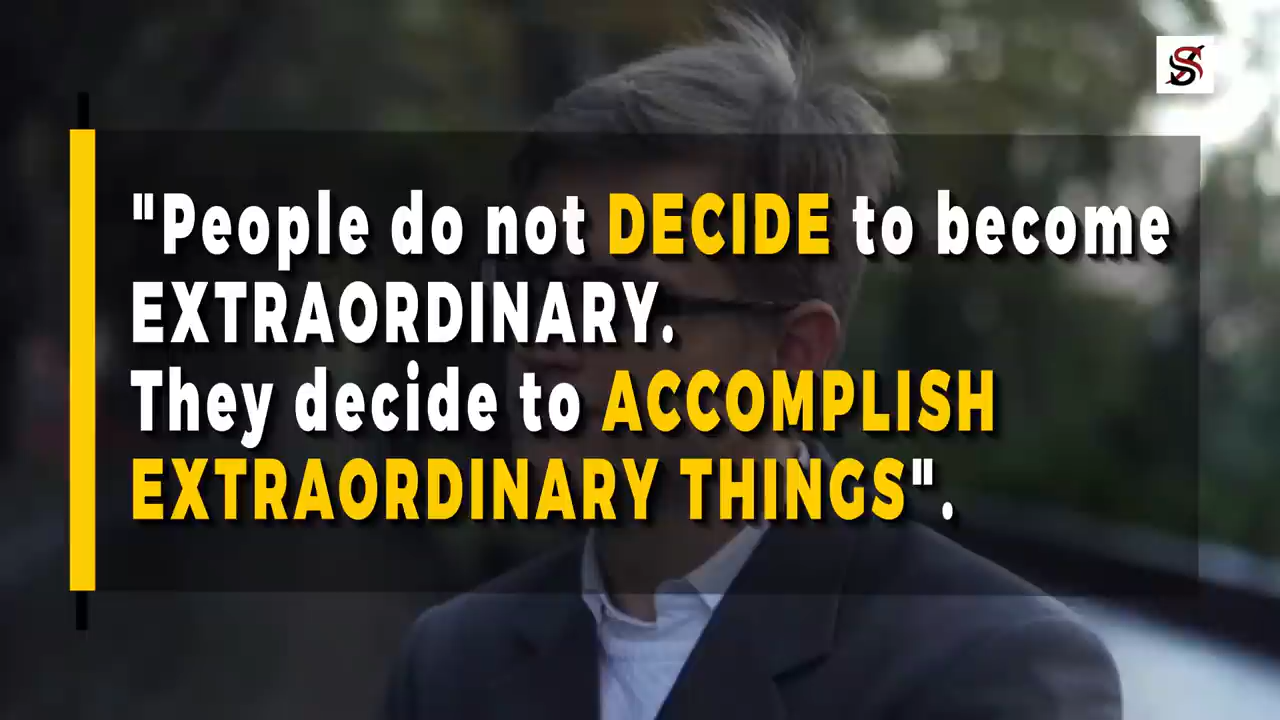 "People do not DECIDE to become
EXTRAORDINARY.
They decide to ACCOMPLISH
EXTRAORDINARY THINGS".